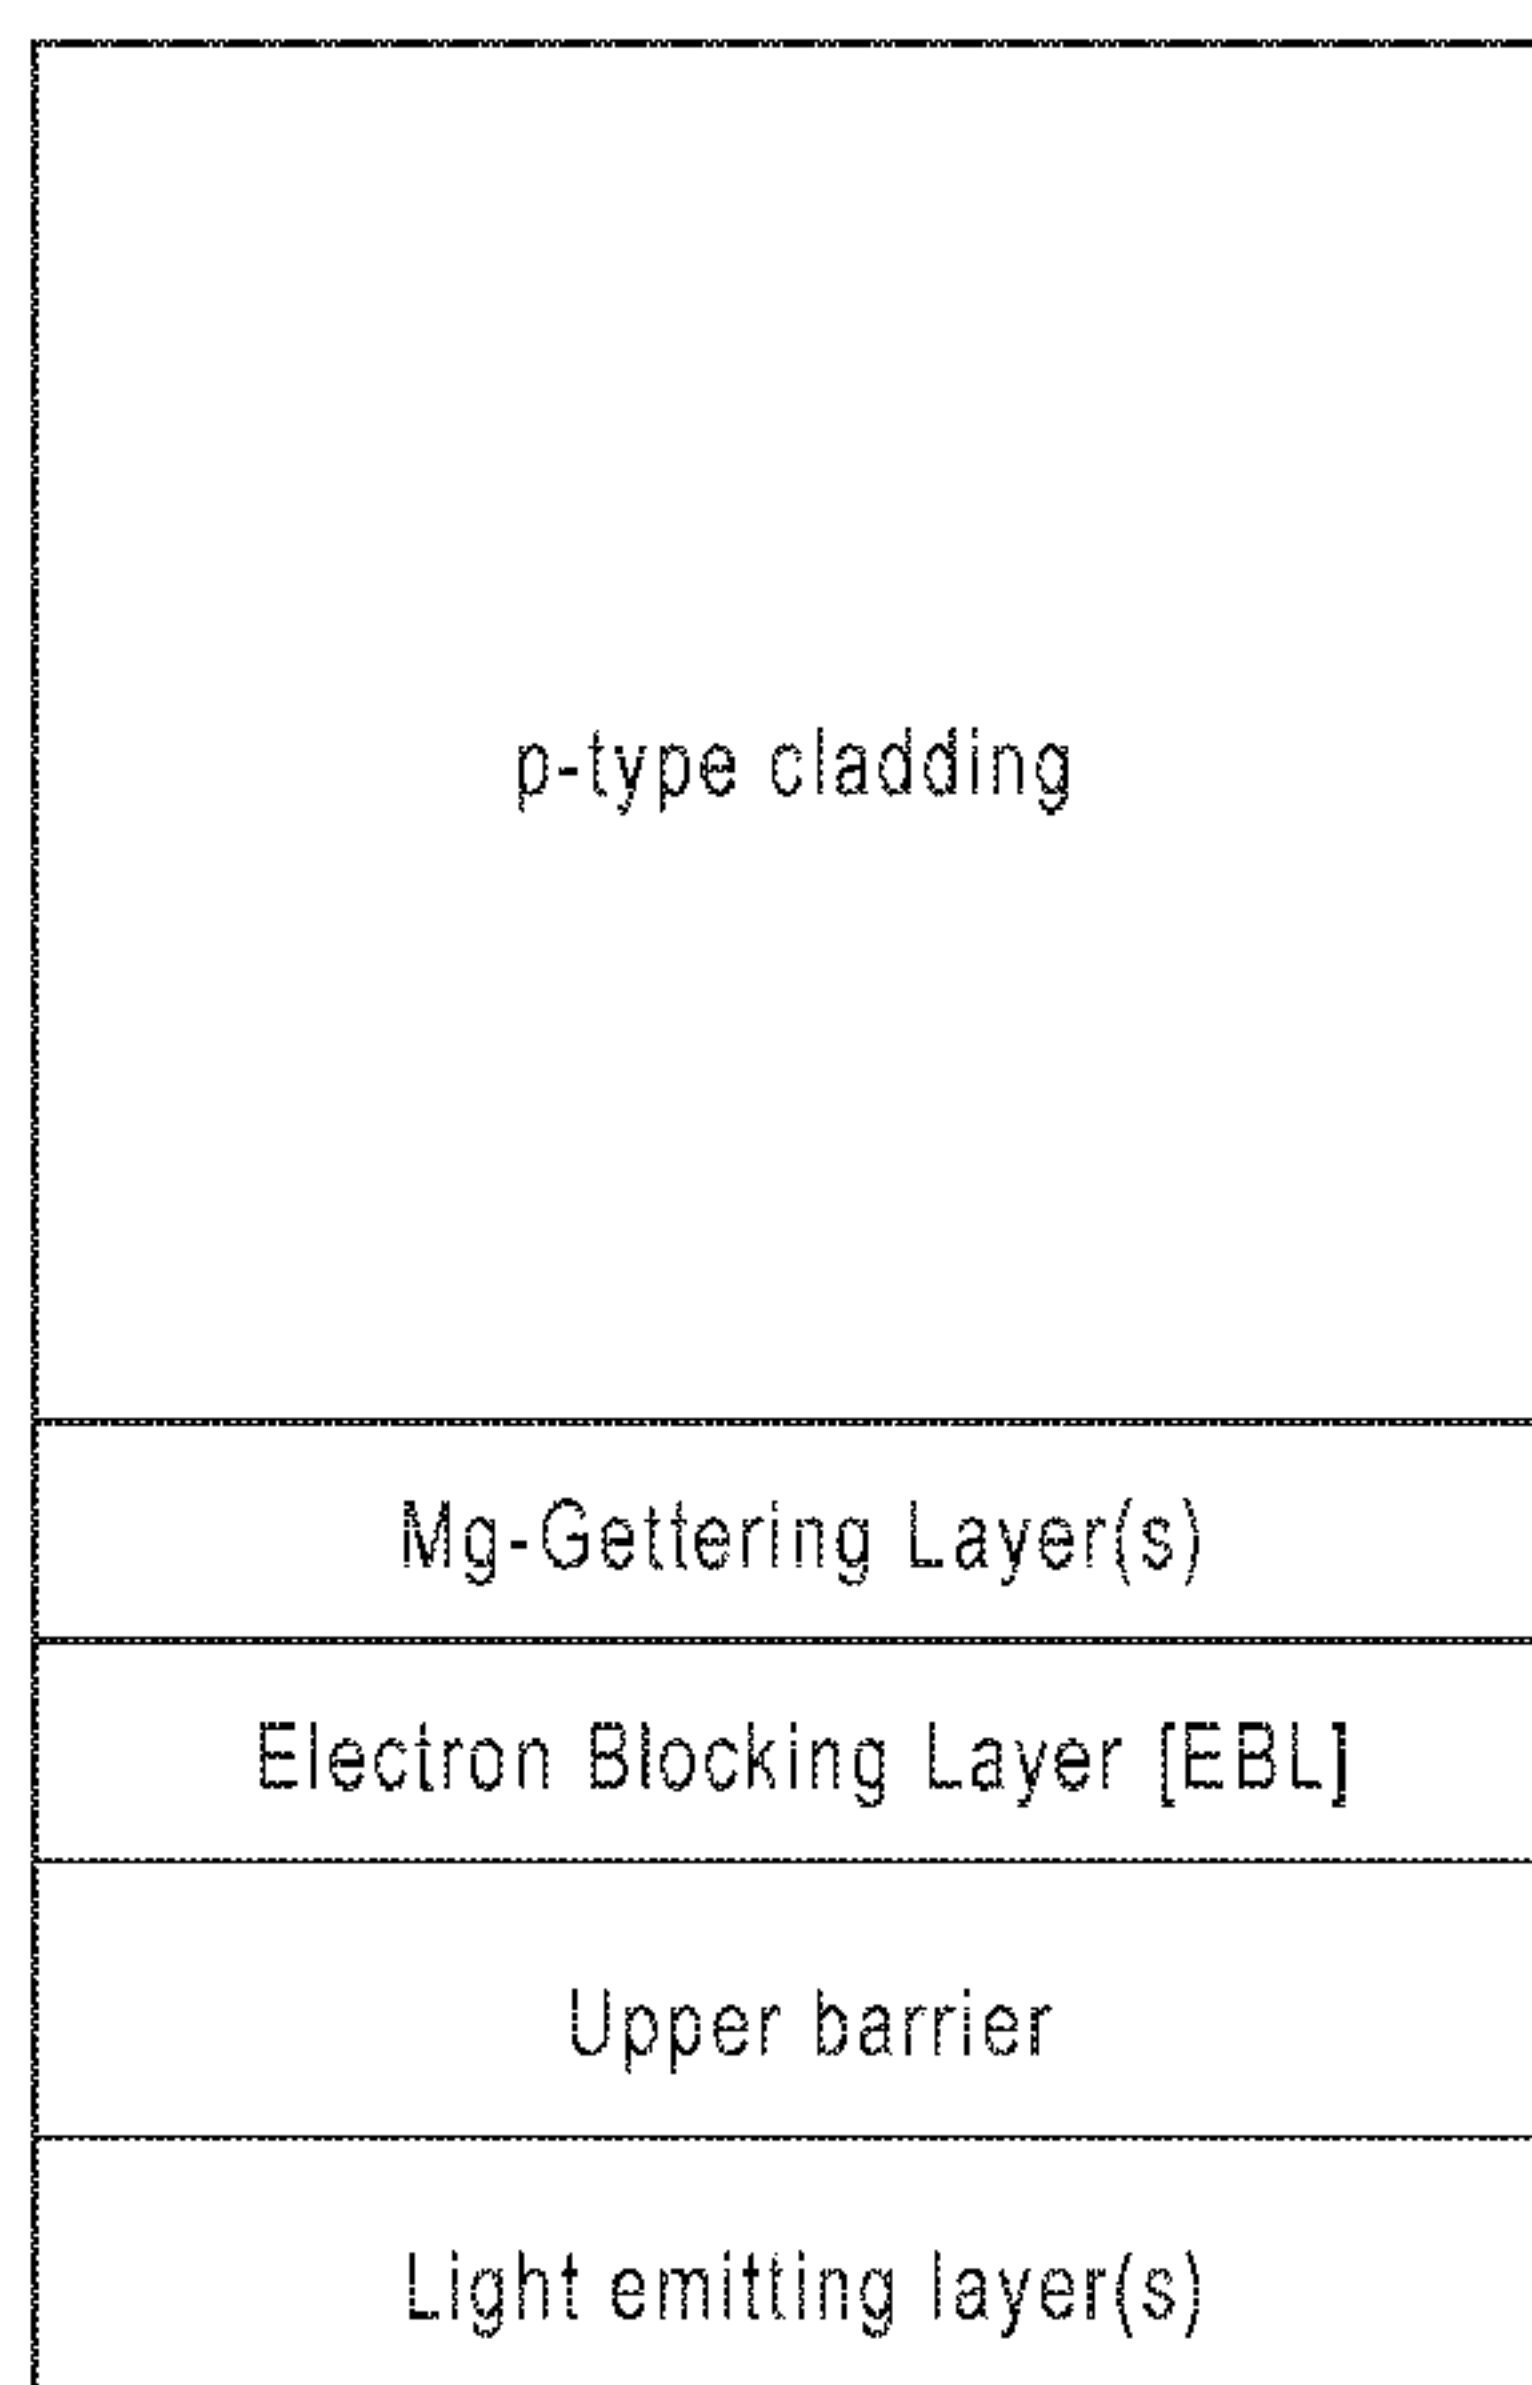 p-type cladding
Mg-Gettering Layer(s)
Electron Blocking Layer [EBL]
Upper barrier
Light emitting layer(s)